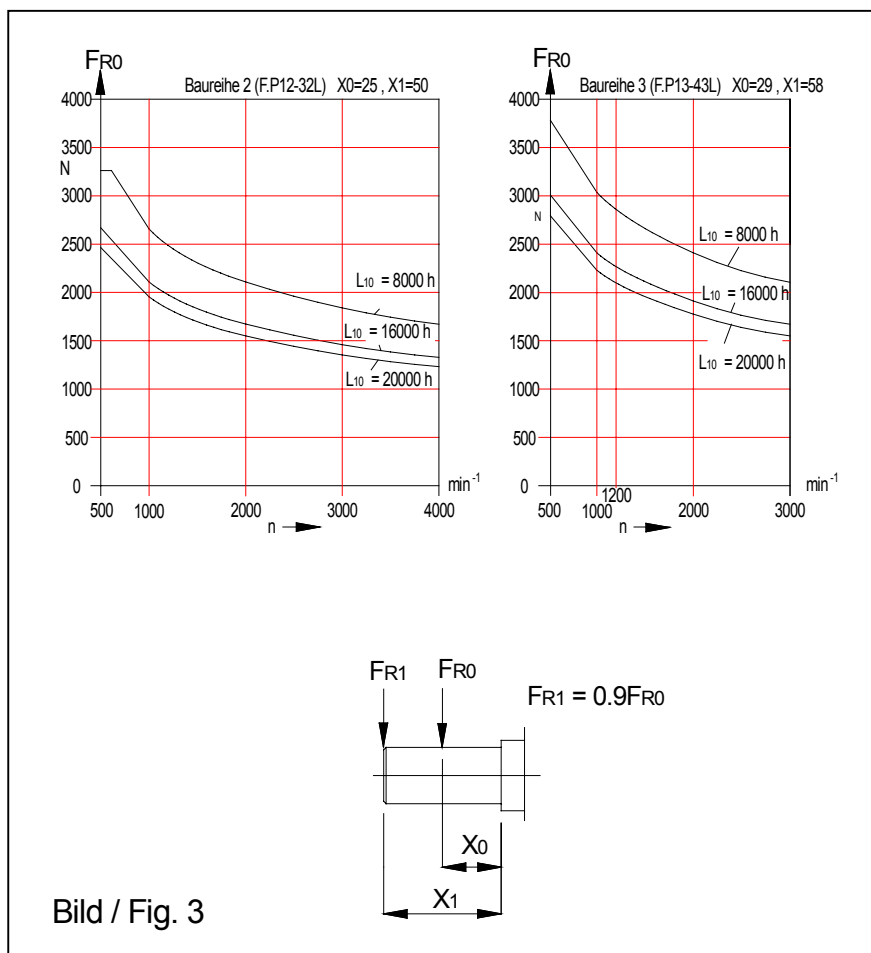 FR0
Baureihe 2 (F.P12-32L) X0=25 , X1=50
4000
3500
N
3000
2500
2000
1500
1000
500
0
L10 = 8000 h
L10 = 16000 h
L10 = 20000 h
min-1
500 1000 2000 3000 4000
n
FR0
Baureihe 3 (F.P13-43L) X0=29 , X1=58
4000
3500
3000
N
2500
2000
1500
1000
500
0
L10 = 8000 h
L10 = 16000 h
L10 = 20000 h
min-1
500 1000 1200 2000 3000
n
FR1 FR0
FR1 = 0.9FR0
X0
X1
Bild / Fig. 3